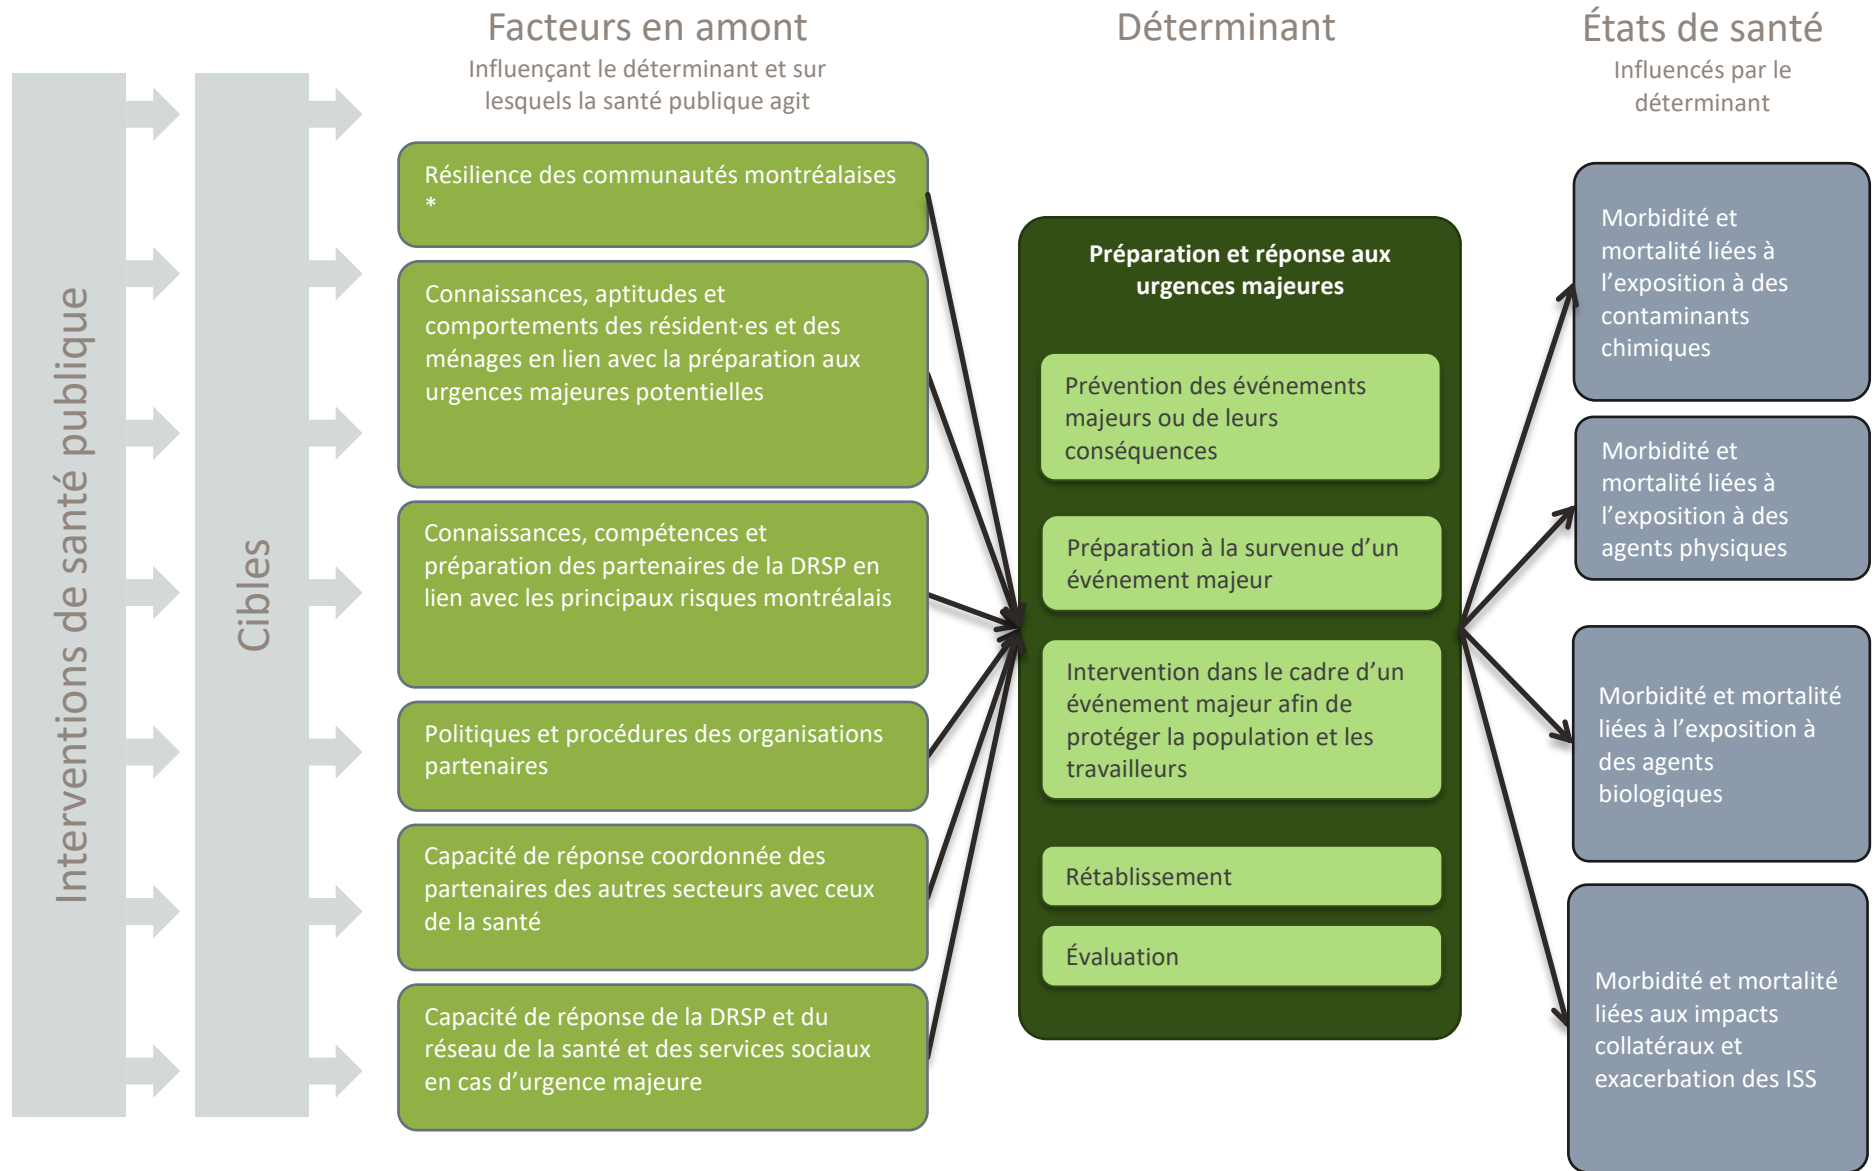 Interventions de santé publique
Cibles
Facteurs en amont
Influençant le déterminant et sur
lesquels la santé publique agit
Résilience des communautés montréalaises
*
Connaissances, aptitudes et
comportements des résident·es et des
ménages en lien avec la préparation aux
urgences majeures potentielles
Connaissances, compétences et
préparation des partenaires de la DRSP en
lien avec les principaux risques montréalais
Politiques et procédures des organisations
partenaires
Capacité de réponse coordonnée des
partenaires des autres secteurs avec ceux
de la santé
Capacité de réponse de la DRSP et du
réseau de la santé et des services sociaux
en cas d’urgence majeure
Déterminant
Préparation et réponse aux
urgences majeures
Prévention des événements
majeurs ou de leurs
conséquences
Préparation à la survenue d’un
événement majeur
Intervention dans le cadre d’un
événement majeur afin de
protéger la population et les
travailleurs
Rétablissement
Évaluation
États de santé
Influencés par le
déterminant
Morbidité et
mortalité liées à
l’exposition à des
contaminants
chimiques
Morbidité et
mortalité liées à
l’exposition à des
agents physiques
Morbidité et mortalité
liées à l’exposition à
des agents
biologiques
Morbidité et mortalité
liées aux impacts
collatéraux et
exacerbation des ISS